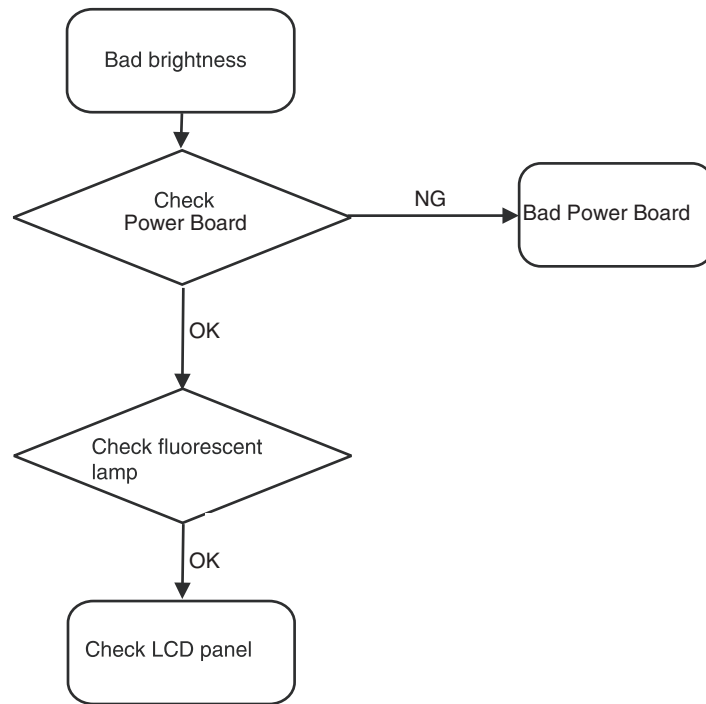 Bad brightness
Check
Power Board
NG
Bad Power Board
OK
Check fluorescent
lamp
OK
Check LCD panel